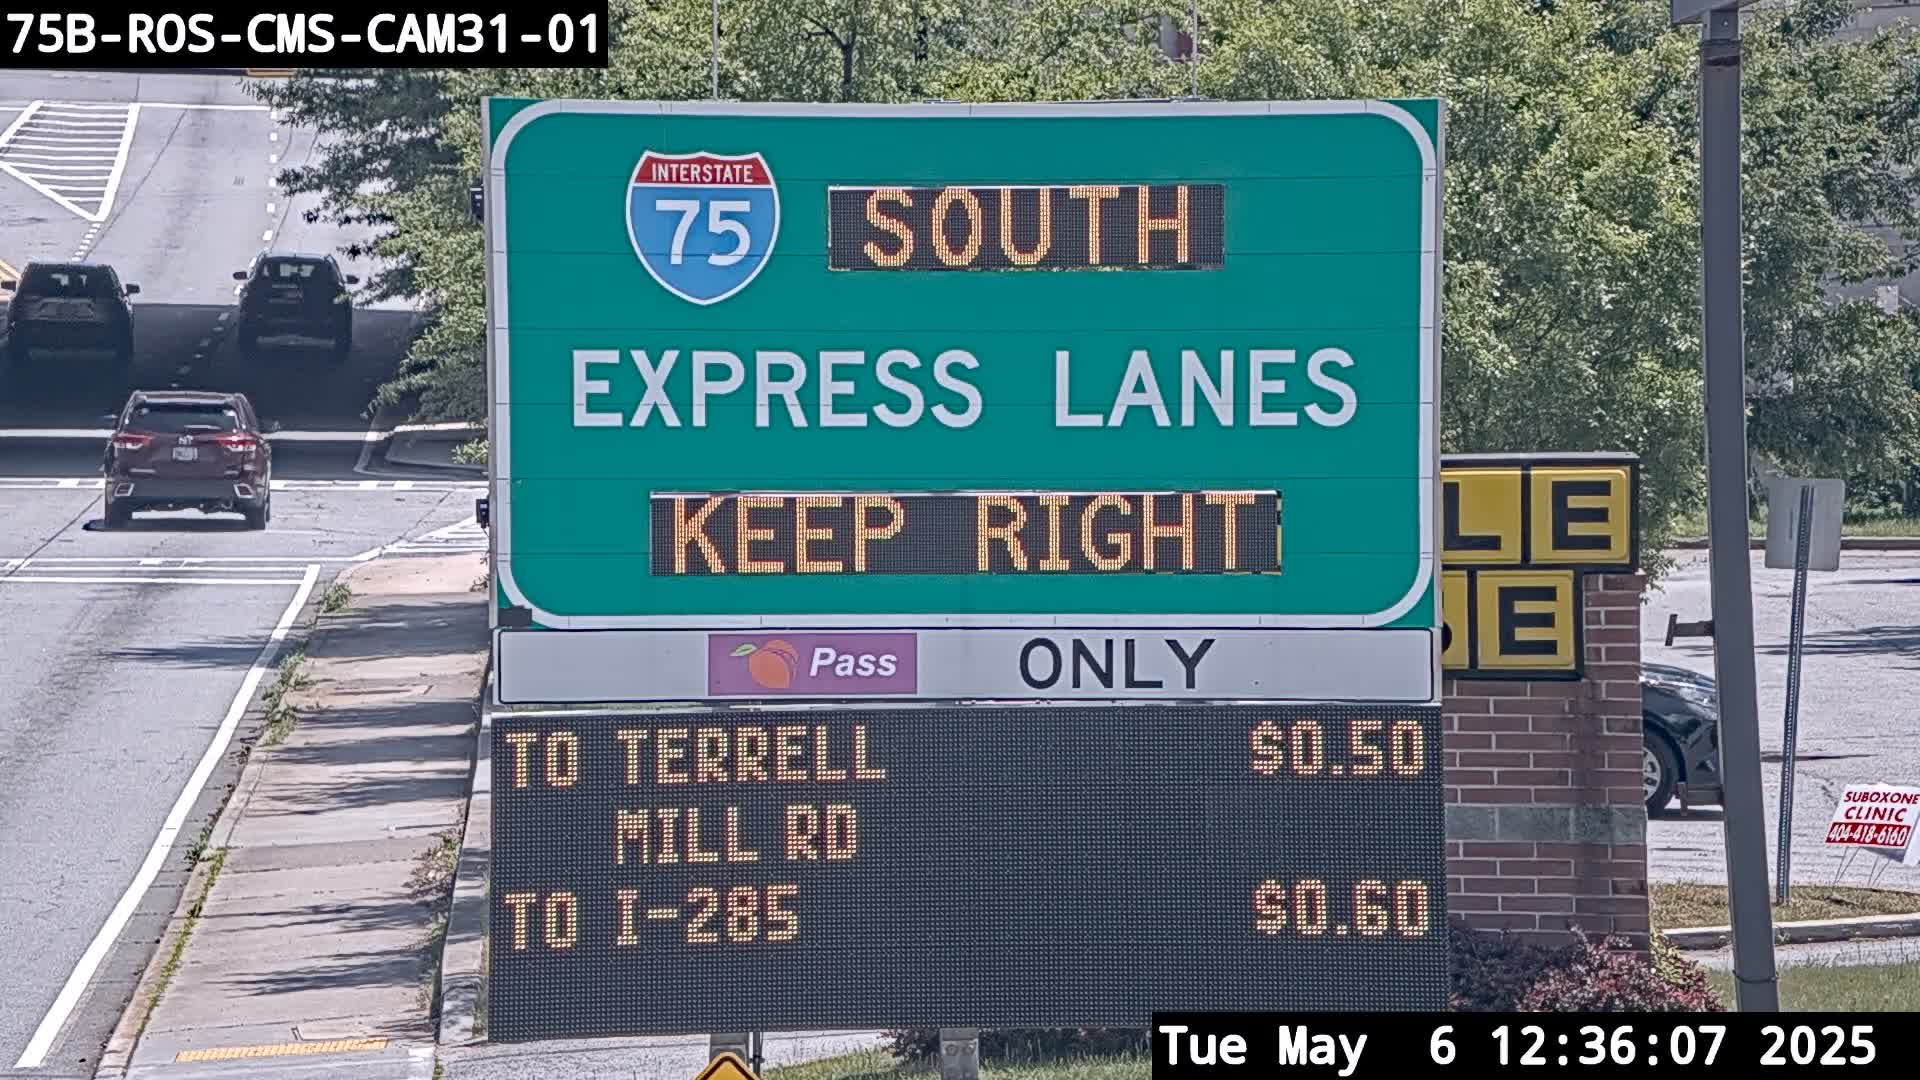 75B-ROS-CMS-CAM31-01
INTERSTATE
75
SOUTH
EXPRESS LANES
KEEP RIGHT
Pass ONLY
TO TERRELL $0.50
MILL RD
TO I-285 $0.60
LE
E
SUBOXONE
CLINIC
404-418-6160
Tue May 6 12:36:07 2025